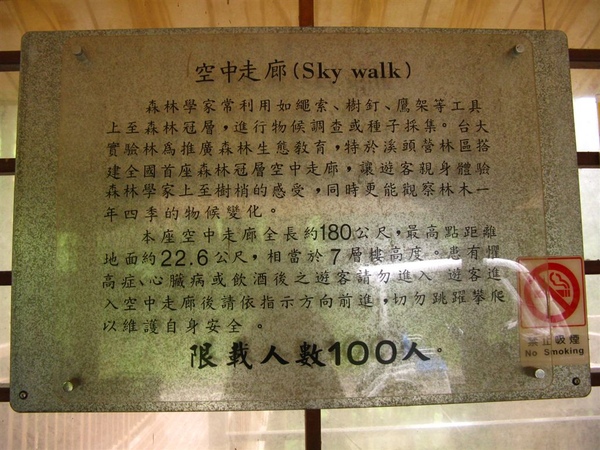 空中走廊(Sky walk)
森林學家常利用如繩索、樹釘、鷹架等工具
上至森林冠層，進行物候調查或種子採集。台大
實驗林為推廣森林生態教育，特於溪頭營林區搭
建全國首座森林冠層空中走廊，讓遊客親身體驗
森林學家上至樹梢的感受，同時更能觀察林木一
年四季的物候變化。
本座空中走廊全長約180公尺，最高點距離
地面約22.6公尺，相當於7層樓高度。患有懼
高症、心臟病或飲酒後之遊客請勿進入 遊客進
入空中走廊後請依指示方向前進，切勿跳躍攀爬
以維護自身安全。
限載人數100人。
禁止吸煙
No Smoking